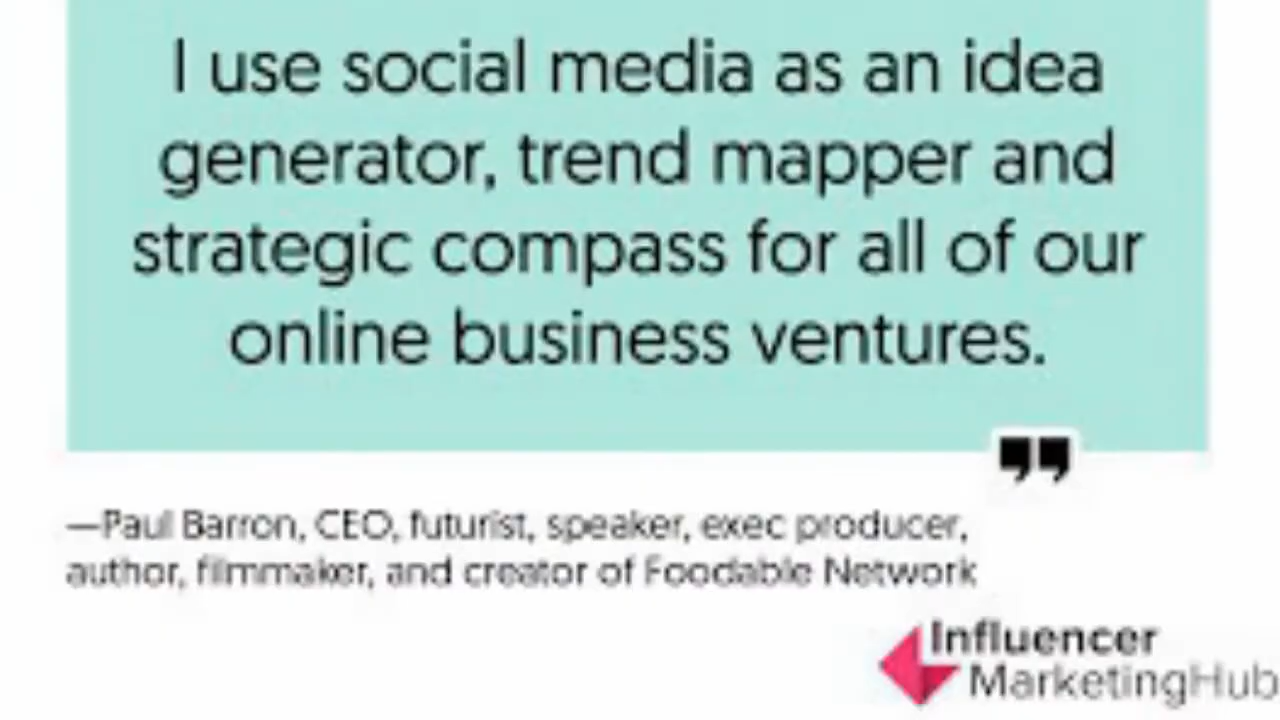 I use social media as an idea
generator, trend mapper and
strategic compass for all of our
online business ventures.
”
—Paul Barron, CEO, futurist, speaker, exec producer,
author, filmmaker, and creator of Foodable Network
Influencer
MarketingHub